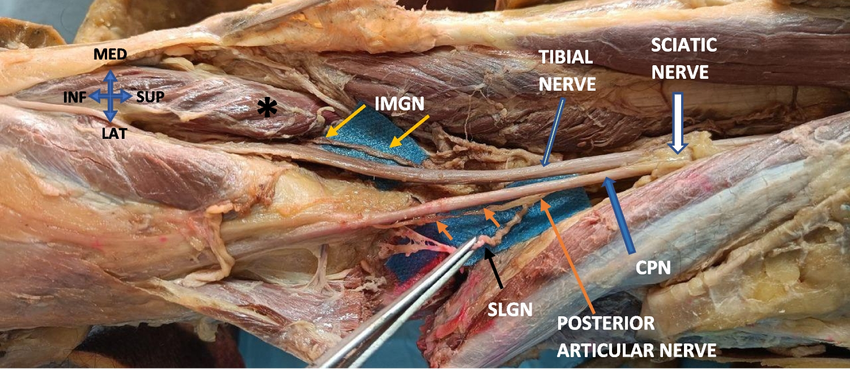 MED
INF
SUP
LAT
*
IMGN
TIBIAL
NERVE
SCIATIC
NERVE
CPN
SLGN
POSTERIOR
ARTICULAR NERVE